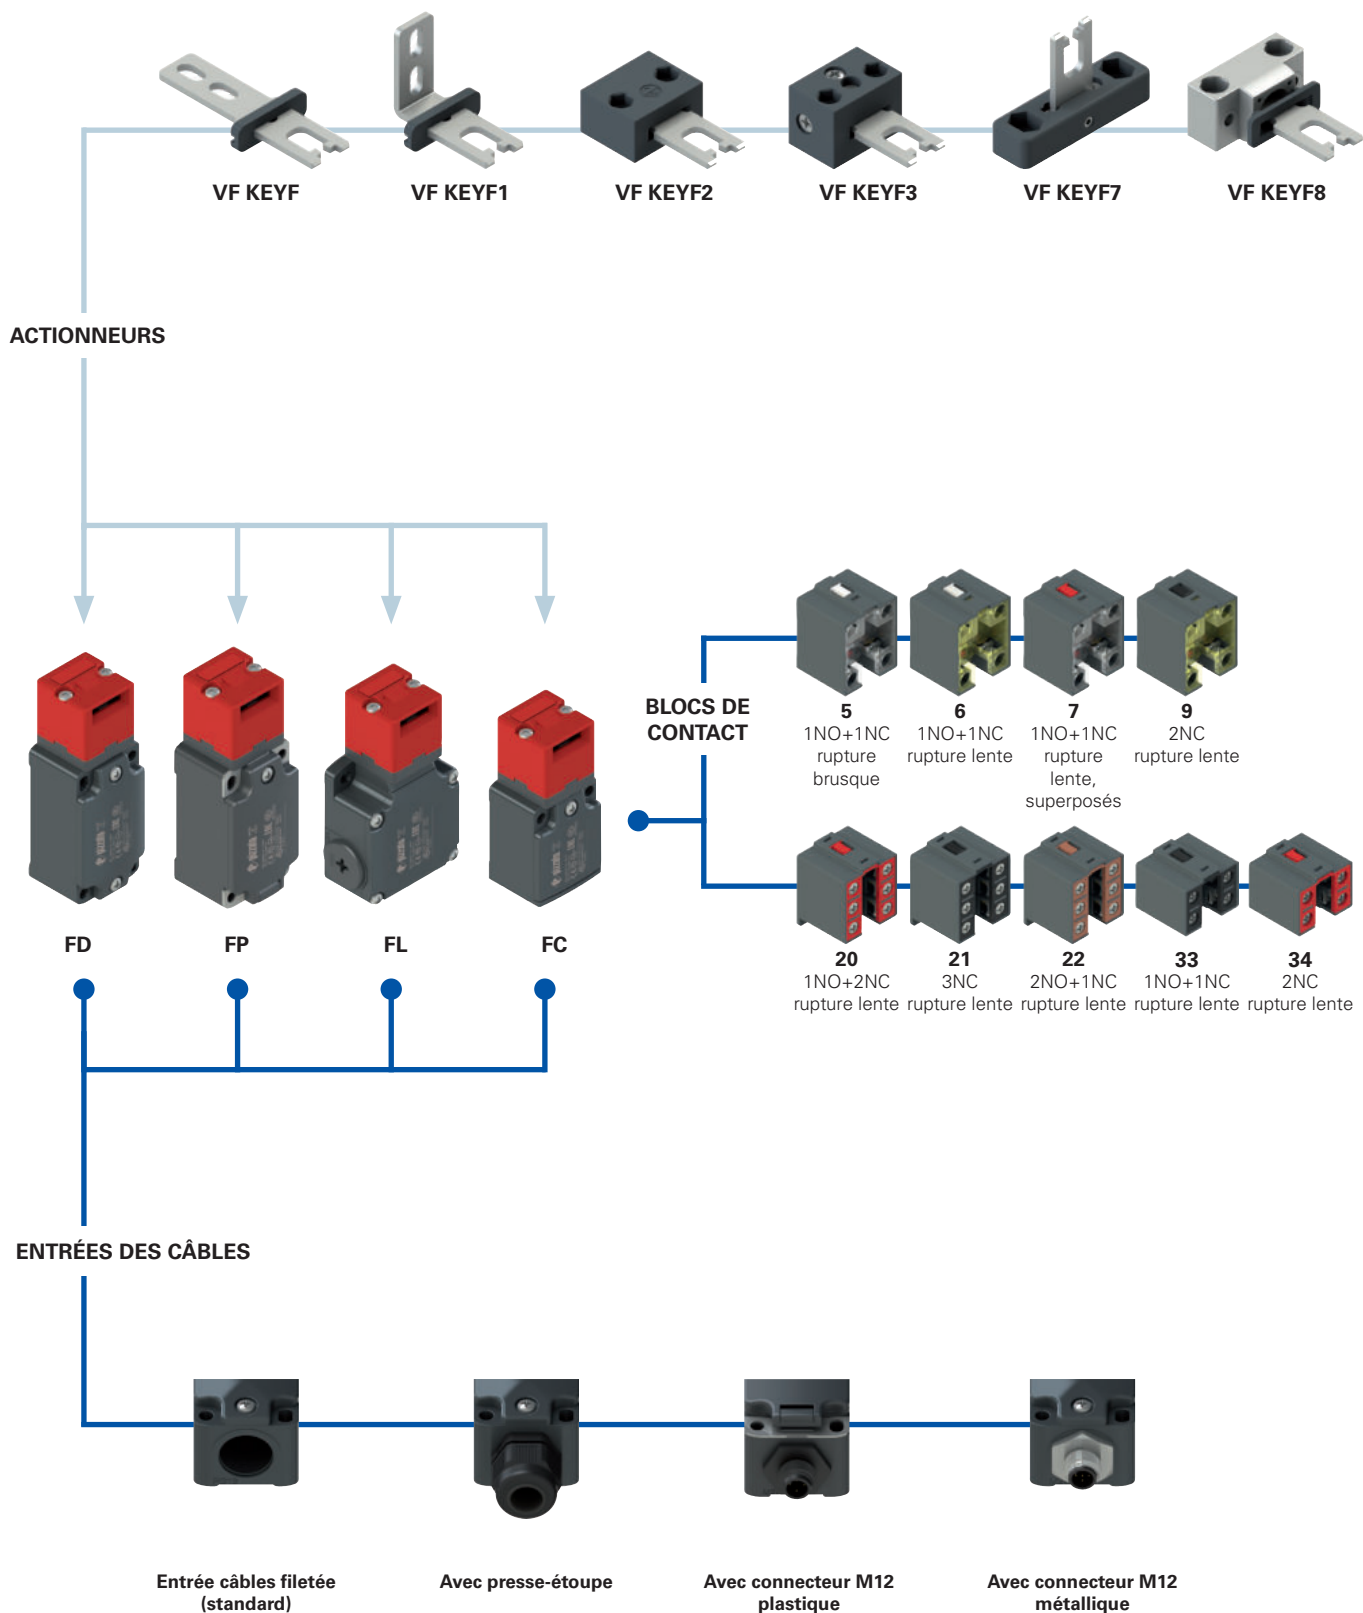 VF KEYF
VF KEYF1
VF KEYF2
VF KEYF3
VF KEYF7
VF KEYF8
ACTIONNEURS
BLOCS DE
CONTACT
5
1NO+1NC
rupture
brusque
6
1NO+1NC
rupture lente
7
1NO+1NC
rupture
lente,
superposés
9
2NC
rupture lente
20
1NO+2NC
rupture lente
21
3NC
rupture lente
22
2NO+1NC
rupture lente
33
1NO+1NC
rupture lente
34
2NC
rupture lente
FD
FP
FL
FC
ENTRÉES DES CÂBLES
Entrée câbles filetée
(standard)
Avec presse-étoupe
Avec connecteur M12
plastique
Avec connecteur M12
métallique